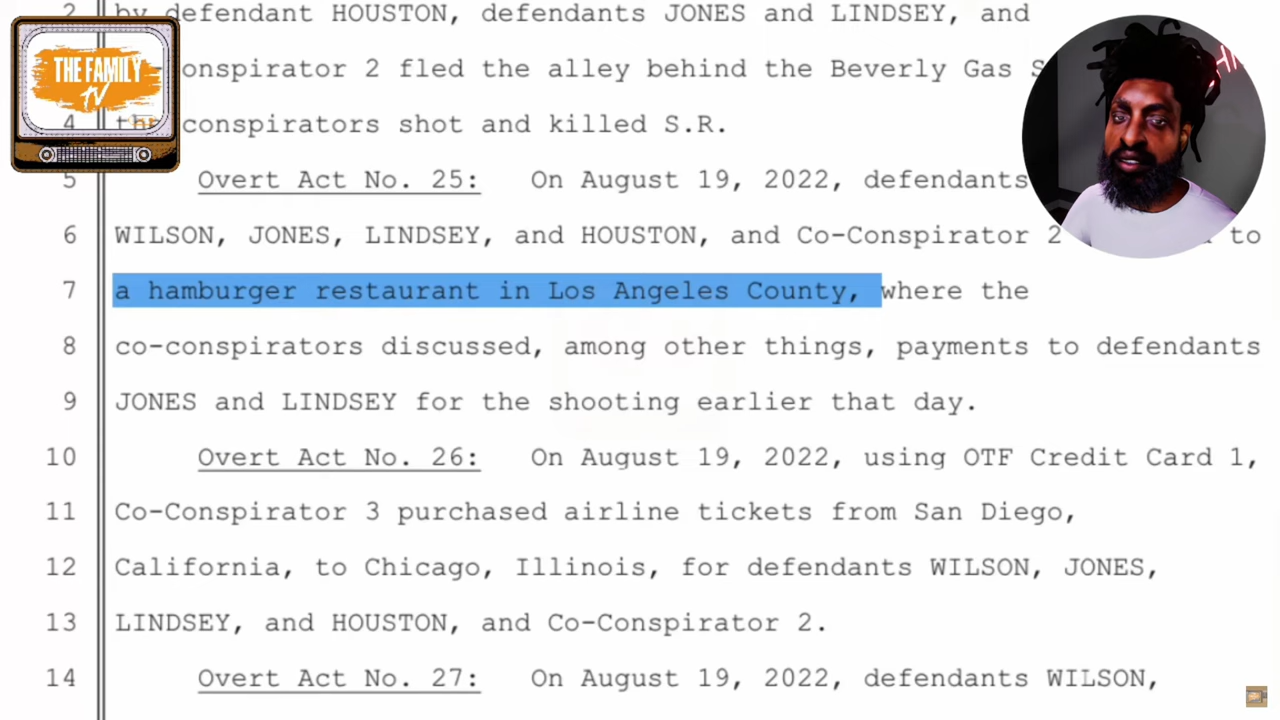 2 by defendant HOUSTON, defendants JONES and LINDSEY, and
THE FAMILY
TV
onspirator 2 fled the alley behind the Beverly Gas S
4 conspirators shot and killed S.R.
5 Overt Act No. 25: On August 19, 2022, defendants
6 WILSON, JONES, LINDSEY, and HOUSTON, and Co-Conspirator 2 to
7 a hamburger restaurant in Los Angeles County, where the
8 co-conspirators discussed, among other things, payments to defendants
9 JONES and LINDSEY for the shooting earlier that day.
10 Overt Act No. 26: On August 19, 2022, using OTF Credit Card 1,
11 Co-Conspirator 3 purchased airline tickets from San Diego,
12 California, to Chicago, Illinois, for defendants WILSON, JONES,
13 LINDSEY, and HOUSTON, and Co-Conspirator 2.
14 Overt Act No. 27: On August 19, 2022, defendants WILSON,